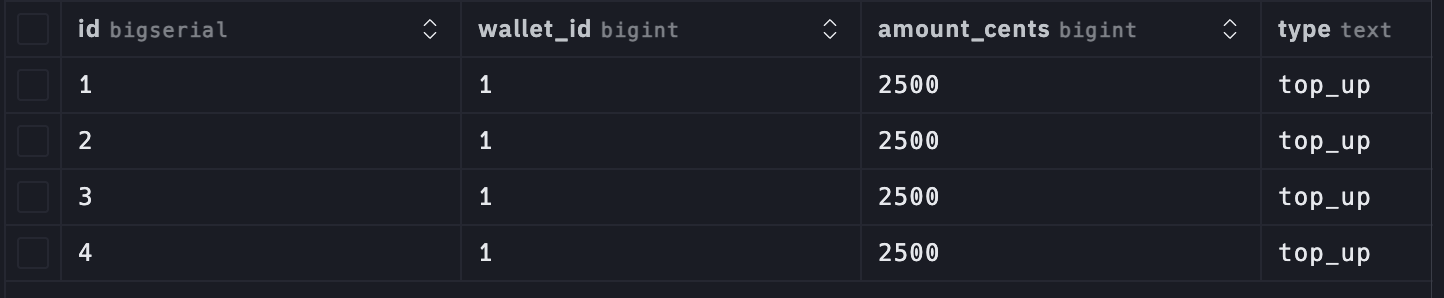 id bigserial wallet_id bigint amount_cents bigint type text
1 1 2500 top_up
2 1 2500 top_up
3 1 2500 top_up
4 1 2500 top_up